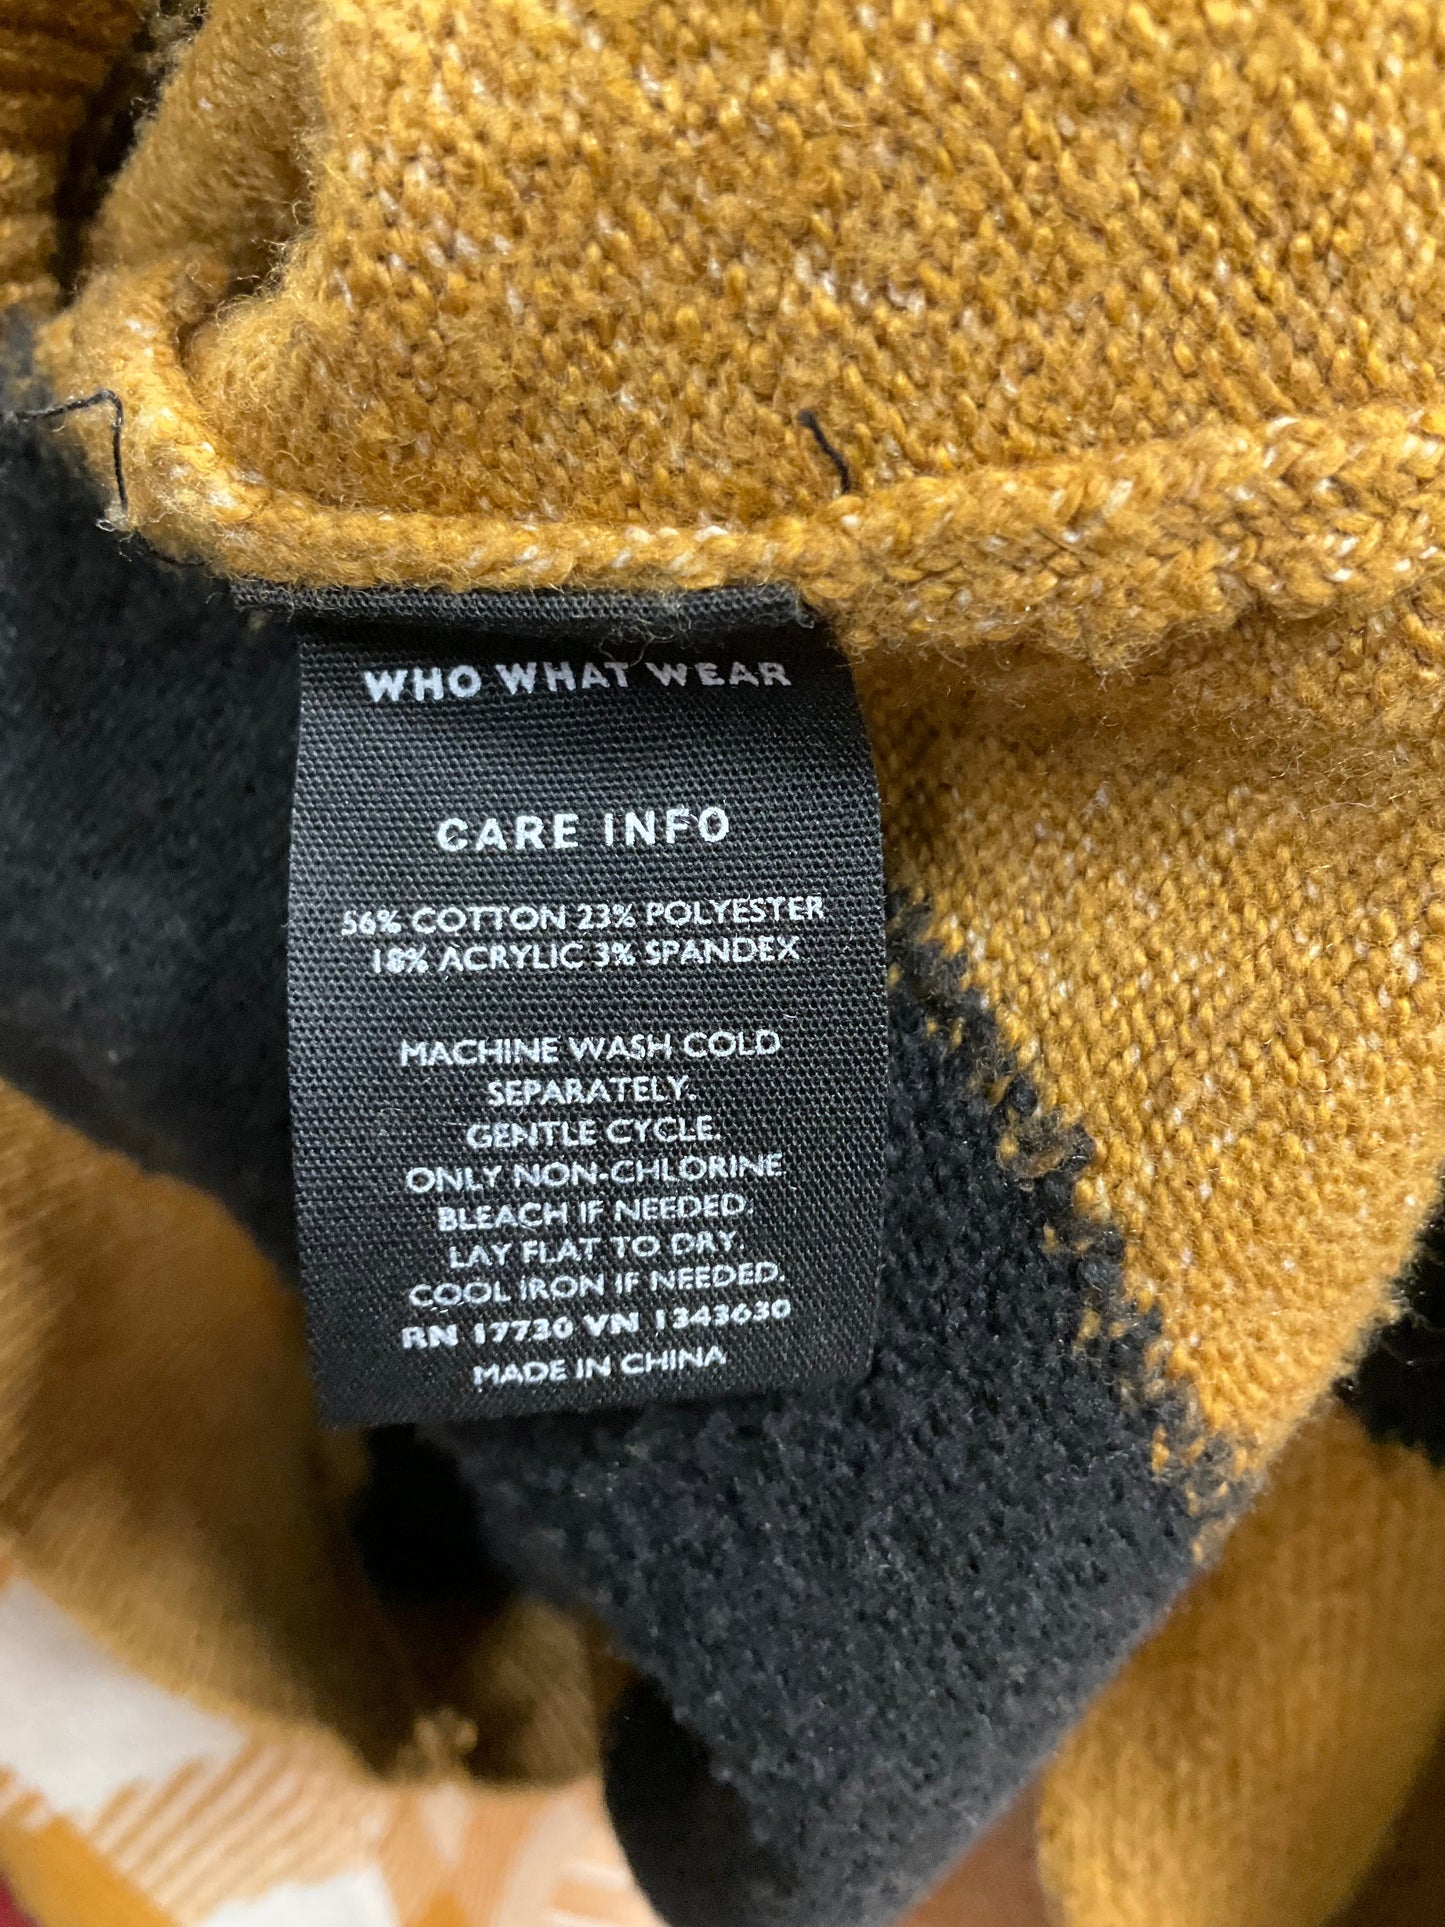 WHO WHAT WEAR
CARE INFO
56% COTTON 23% POLYESTER
18% ACRYLIC 3% SPANDEX
MACHINE WASH COLD
SEPARATELY.
GENTLE CYCLE.
ONLY NON-CHLORINE
BLEACH IF NEEDED.
LAY FLAT TO DRY.
COOL IRON IF NEEDED.
RN 17730 VN 1343630
MADE IN CHINA